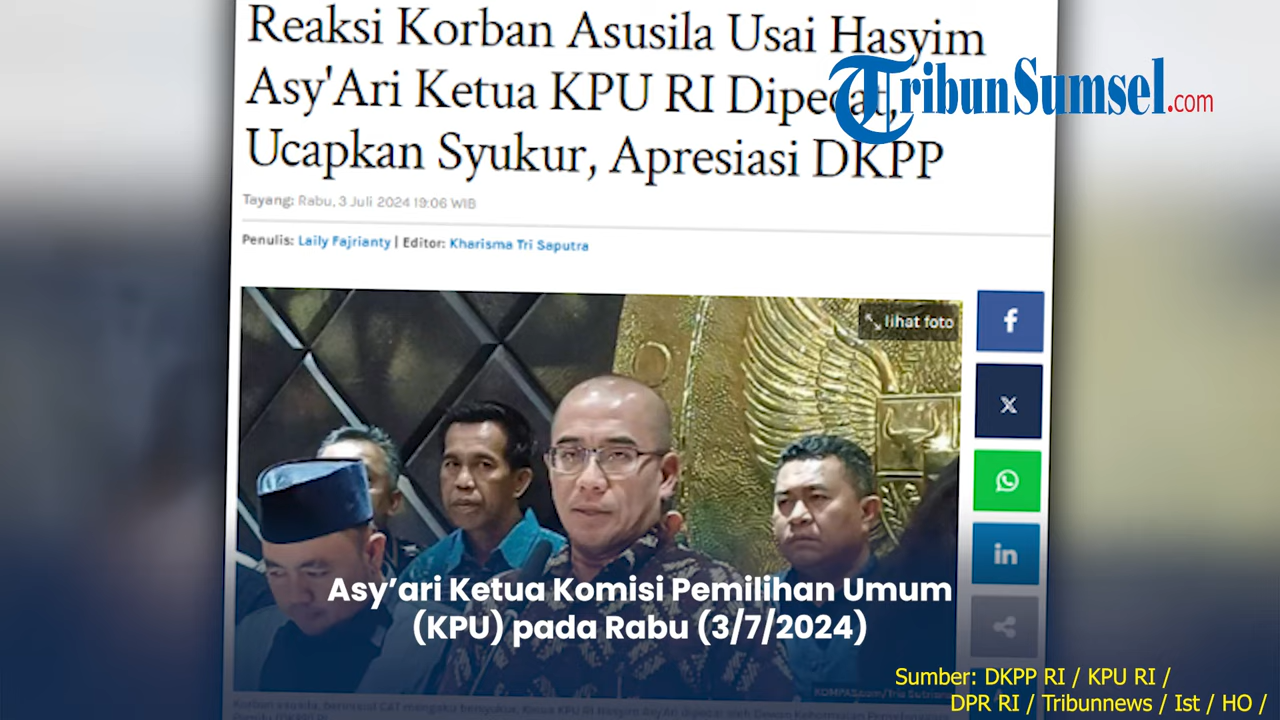 Reaksi Korban Asusila Usai Hasyim
Asy'Ari Ketua KPU RI Dipecat,
Ucapkan Syukur, Apresiasi DKPP
TribunSumsel.com
Tayang: Rabu, 3 Juli 2024 19:06 WIB
Penulis: Laily Fajrianty | Editor: Kharisma Tri Saputra
lihat foto
Asy’ari Ketua Komisi Pemilihan Umum
(KPU) pada Rabu (3/7/2024)
Sumber: DKPP RI / KPU RI /
DPR RI / Tribunnews / Ist / HO /